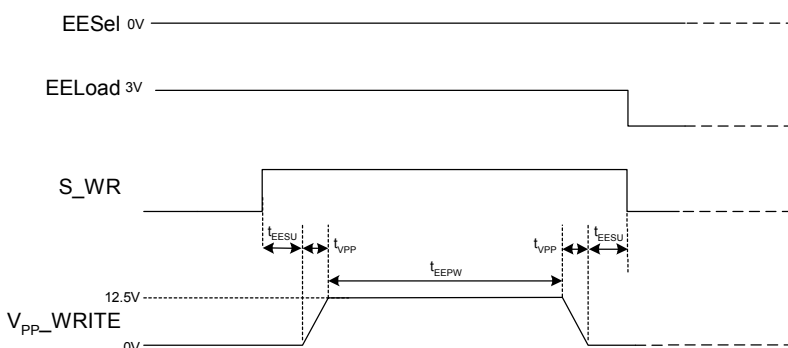 EESel 0V
EELoad 3V
S_WR
tEESU tVPP tVPP tEESU
tEEPW
12.5V
VPP_WRITE
0V